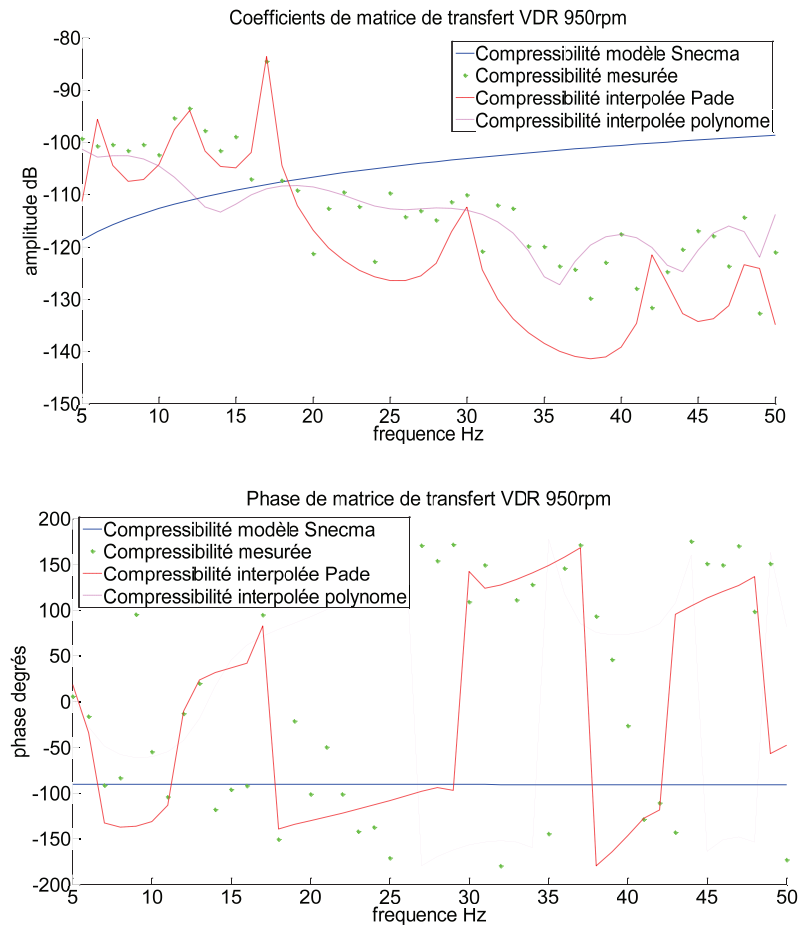 Coefficients de matrice de transfert VDR 950rpm
-80
-90
-100
-110
-120
-130
-140
-150
amplitude dB
Compressibilité modèle Snecma
Compressibilité mesurée
Compressibilité interpolée Pade
Compressibilité interpolée polynome
5 10 15 20 25 30 35 40 45 50
frequence Hz
Phase de matrice de transfert VDR 950rpm
200
150
100
50
0
-50
-100
-150
-200
phase degrés
Compressibilité modèle Snecma
Compressibilité mesurée
Compressibilité interpolée Pade
Compressibilité interpolée polynome
5 10 15 20 25 30 35 40 45 50
frequence Hz